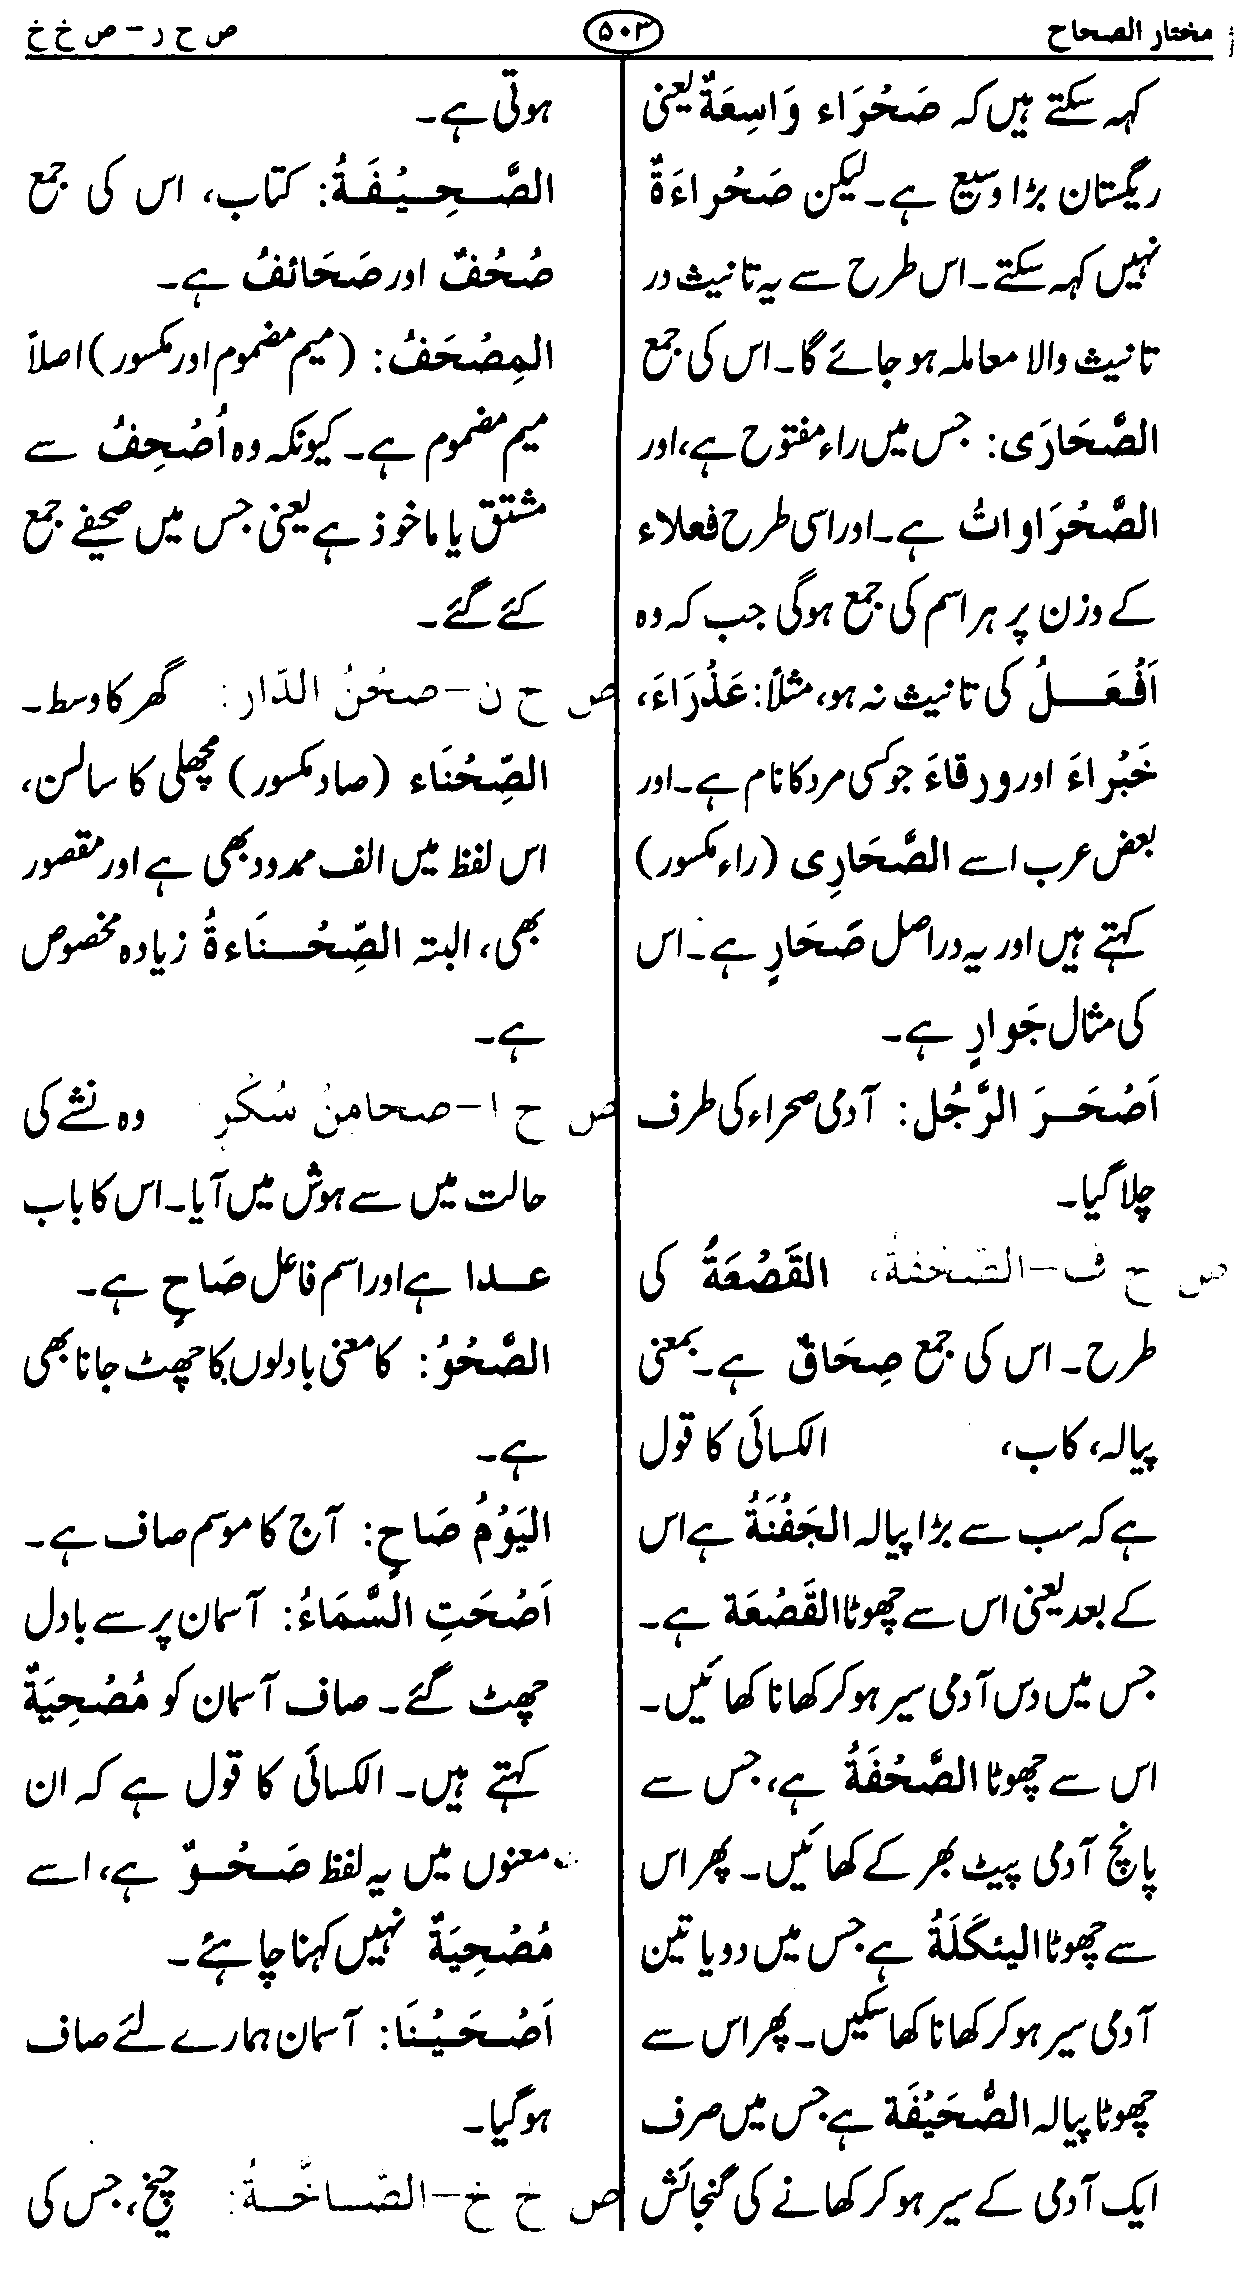 مختار الصحاح
۵۰۳
ص ح ر – ص خ خ
کہہ سکتے ہیں کہ صَحْرَاء وَاسِعَةٌ یعنی
ریگستان بڑا وسیع ہے۔ لیکن صَحْراءَةٌ
نہیں کہہ سکتے۔ اس طرح سے یہ تانیث در
تانیث والا معاملہ ہو جائے گا۔ اس کی جمع
الصَّحَارَى: جس میں راء مفتوح ہے، اور
الصَّحْرَاواتُ ہے۔ اور اسی طرح فعلاء
کے وزن پر ہر اسم کی جمع ہوگی جب کہ وہ
اَفْعَلُ کی تانیث نہ ہو، مثلاً: عَذْرَاءَ،
خَبْراءَ اور ورقاءَ جو کسی مرد کا نام ہے۔ اور
بعض عرب اسے الصَّحَارِی (راء مکسور)
کہتے ہیں اور یہ دراصل صَحَارٍ ہے۔ اس
کی مثال جَوارٍ ہے۔
اَصْحَرَ الرَّجُل: آدمی صحراء کی طرف
چلا گیا۔
ص ح ف – الصَّحْفَةُ، القَصْعَةُ کی
طرح۔ اس کی جمع صِحَافٌ ہے۔ بمعنی
پیالہ، کاب، الکسائی کا قول
ہے کہ سب سے بڑا پیالہ الجَفْنَةُ ہے اس
کے بعد یعنی اس سے چھوٹا القَصْعَة ہے۔
جس میں دس آدمی سیر ہو کر کھانا کھائیں۔
اس سے چھوٹا الصَّحْفَةُ ہے، جس سے
پانچ آدمی پیٹ بھر کے کھائیں۔ پھر اس
سے چھوٹا المِئْكَلَةُ ہے جس میں دو یا تین
آدمی سیر ہو کر کھانا کھا سکیں۔ پھر اس سے
چھوٹا پیالہ الصُّحَيْفَة ہے جس میں صرف
ایک آدمی کے سیر ہو کر کھانے کی گنجائش
ہوتی ہے۔
الصَّحِيْفَةُ: کتاب، اس کی جمع
صُحُفٌ اور صَحَائفُ ہے۔
المِصْحَفُ: (میم مضموم اور مکسور) اصلاً
میم مضموم ہے۔ کیونکہ وہ اُصْحِفُ سے
مشتق یا ماخوذ ہے یعنی جس میں صحیفے جمع
کئے گئے۔
ص ح ن – صحْنُ الدّار: گھر کا وسط۔
الصِّحْنَاء (صاد مکسور) مچھلی کا سالن،
اس لفظ میں الف ممدود بھی ہے اور مقصور
بھی، البتہ الصِّحْنَاءةُ زیادہ مخصوص
ہے۔
ص ح ا – صحا منْ سُكْرٍ وہ نشے کی
حالت میں سے ہوش میں آیا۔ اس کا باب
عدا ہے اور اسم فاعل صَاحٍ ہے۔
الصَّحْوُ: کا معنی بادلوں کا چھٹ جانا بھی
ہے۔
اليَوْمُ صَاحٍ: آج کا موسم صاف ہے۔
اَصْحَتِ السَّمَاءُ: آسمان پر سے بادل
چھٹ گئے۔ صاف آسمان کو مُصْحِيَةٌ
کہتے ہیں۔ الکسائی کا قول ہے کہ ان
معنوں میں یہ لفظ صَحْوٌ ہے، اسے
مُصْحِيَةٌ نہیں کہنا چاہئے۔
اَصْحَيْنَا: آسمان ہمارے لئے صاف
ہو گیا۔
ص خ خ – الصَّاخَّةُ: چیخ، جس کی